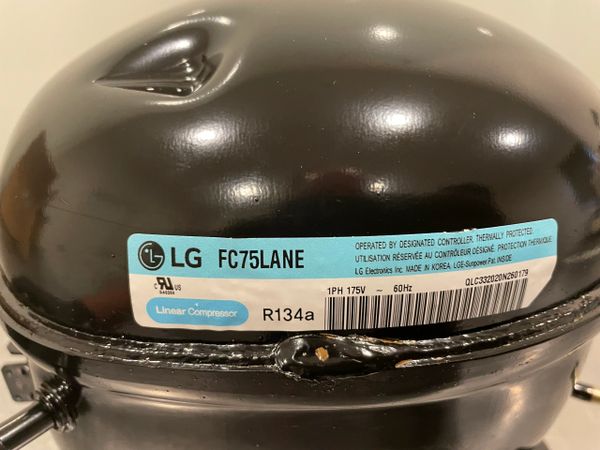 LG FC75LANE
OPERATED BY DESIGNATED CONTROLLER. THERMALLY PROTECTED.
UTILISATION RÉSERVÉE AU CONTRÔLEUR DÉSIGNÉ. PROTECTION THERMIQUE.
LG Electronics Inc. MADE IN KOREA. LGE-Sunpower Pat. INSIDE
c US
Linear Compressor
R134a
1PH 175V ~ 60Hz
QLC332020N260179